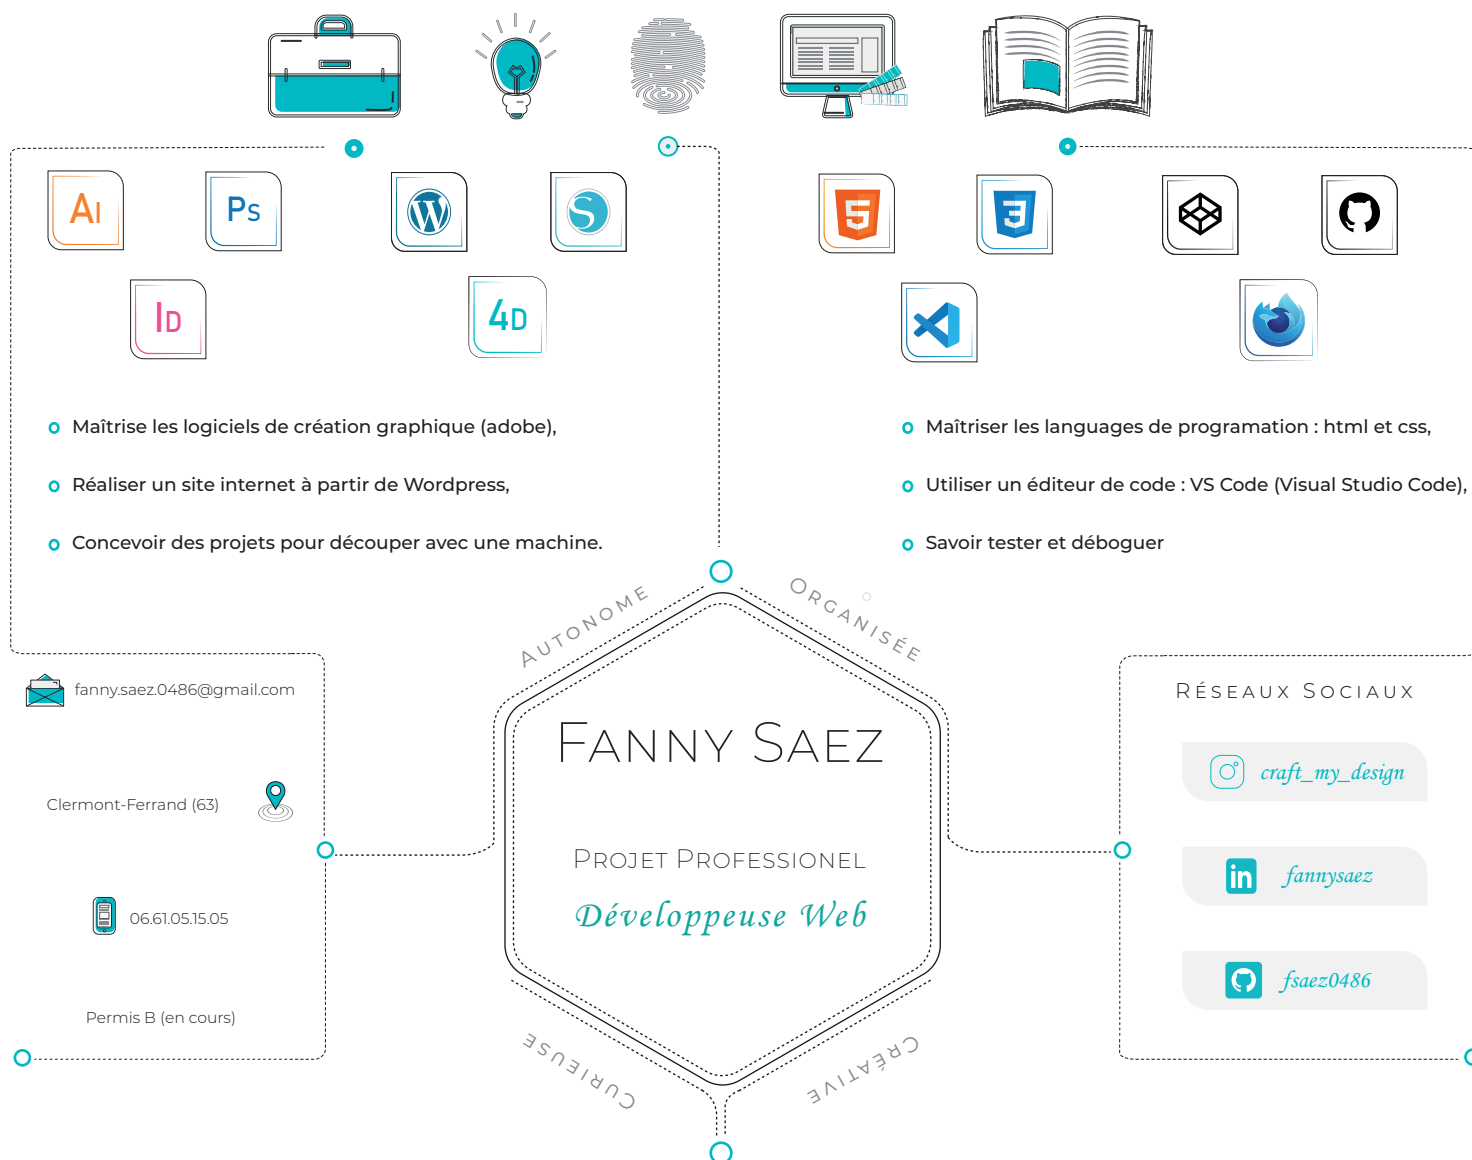 AI
PS
W
S
5
3
ID
4D
Maîtrise les logiciels de création graphique (adobe),
Réaliser un site internet à partir de Wordpress,
Concevoir des projets pour découper avec une machine.
Maîtriser les languages de programation : html et css,
Utiliser un éditeur de code : VS Code (Visual Studio Code),
Savoir tester et déboguer
AUTONOME
ORGANISÉE
fanny.saez.0486@gmail.com
Clermont-Ferrand (63)
06.61.05.15.05
Permis B (en cours)
FANNY SAEZ
PROJET PROFESSIONEL
Développeuse Web
CURIEUSE
CRÉATIVE
RÉSEAUX SOCIAUX
craft_my_design
in fannysaez
fsaez0486